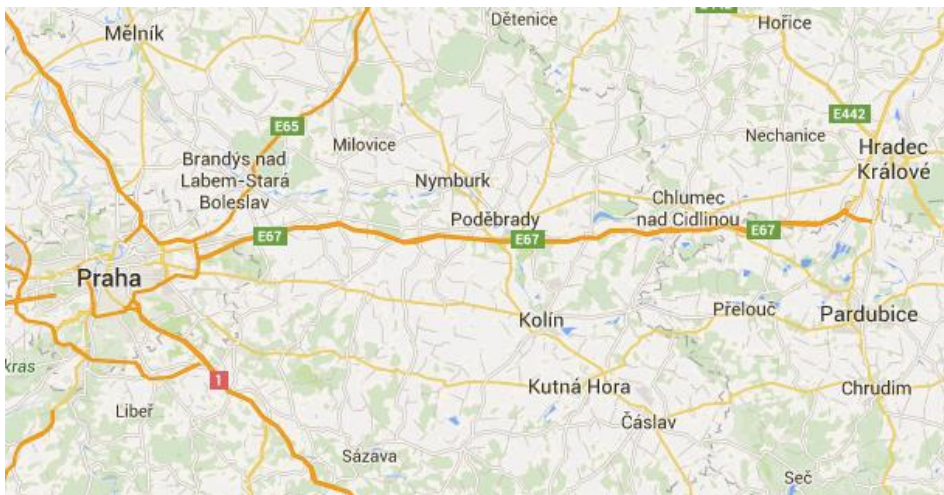 Dětenice
Hořice
Mělník
E442
E65
Nechanice
Milovice
Hradec
Králové
Brandýs nad
Labem-Stará
Boleslav
Nymburk
Chlumec
nad Cidlinou
Poděbrady
E67
E67
E67
Praha
Přelouč
Pardubice
Kolín
kras
1
Kutná Hora
Chrudim
Libeř
Čáslav
Sázava
Seč